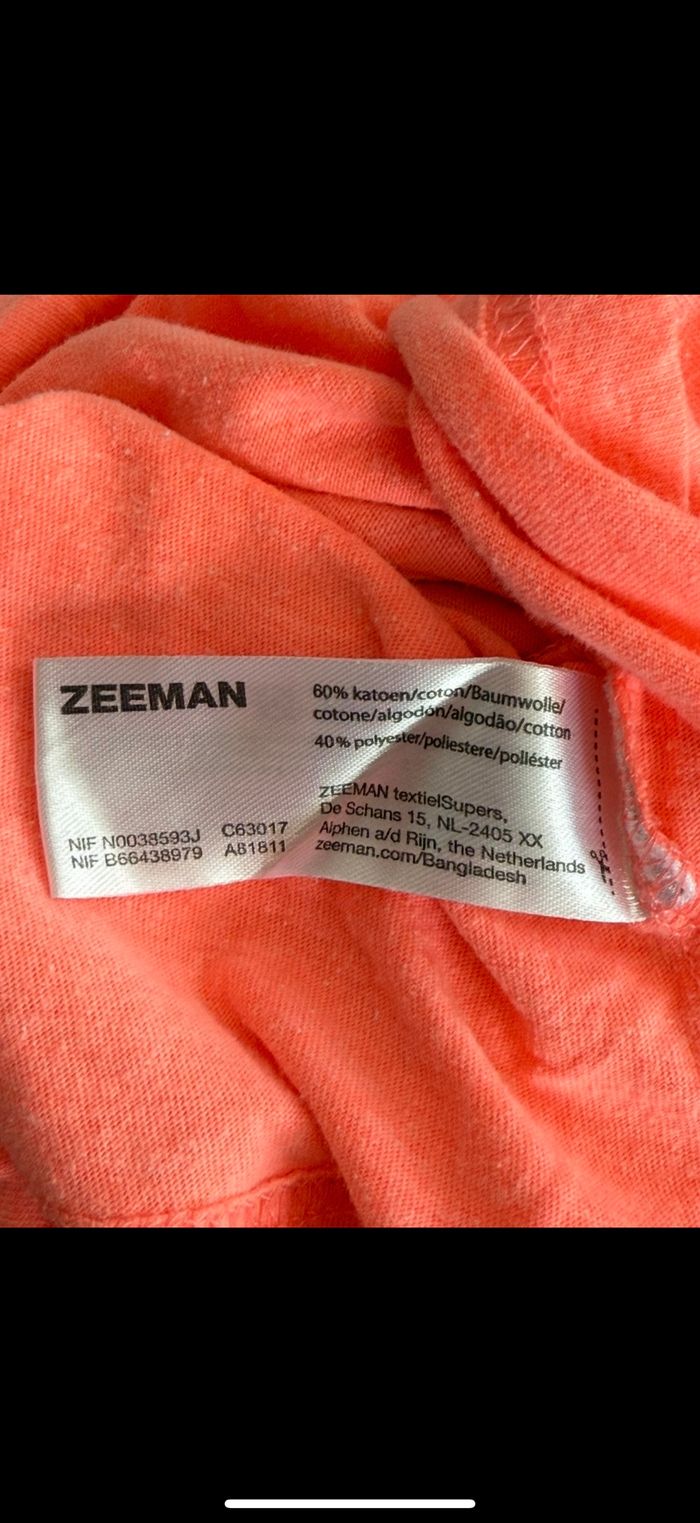 ZEEMAN
NIF N0038593J C63017
NIF B66438979 A81811
60% katoen/coton/Baumwolle/
cotone/algodón/algodão/cotton
40% polyester/poliestere/poliéster
ZEEMAN textielSupers,
De Schans 15, NL-2405 XX
Alphen a/d Rijn, the Netherlands
zeeman.com/Bangladesh